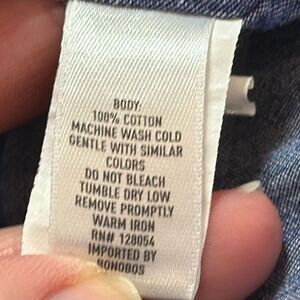 BODY:
100% COTTON
MACHINE WASH COLD
GENTLE WITH SIMILAR
COLORS
DO NOT BLEACH
TUMBLE DRY LOW
REMOVE PROMPTLY
WARM IRON
RN# 128054
IMPORTED BY
BONOBOS